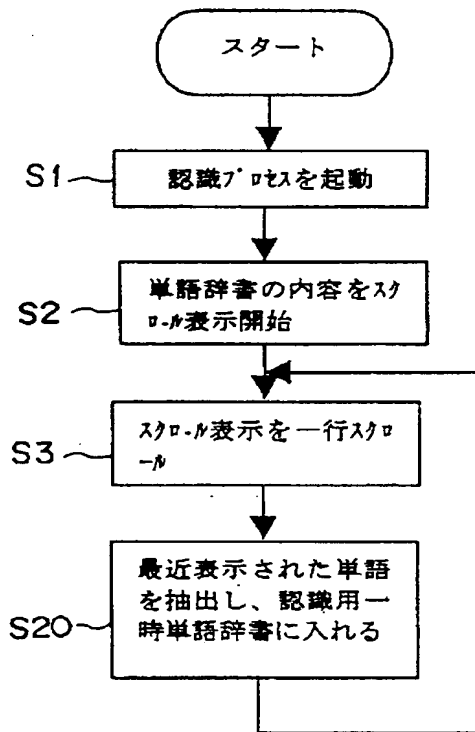 スタート
S1
認識ﾌﾟﾛｾｽを起動
S2
単語辞書の内容をｽｸ
ﾛｰﾙ表示開始
S3
ｽｸﾛｰﾙ表示を一行ｽｸﾛ
ｰﾙ
S20
最近表示された単語
を抽出し、認識用一
時単語辞書に入れる